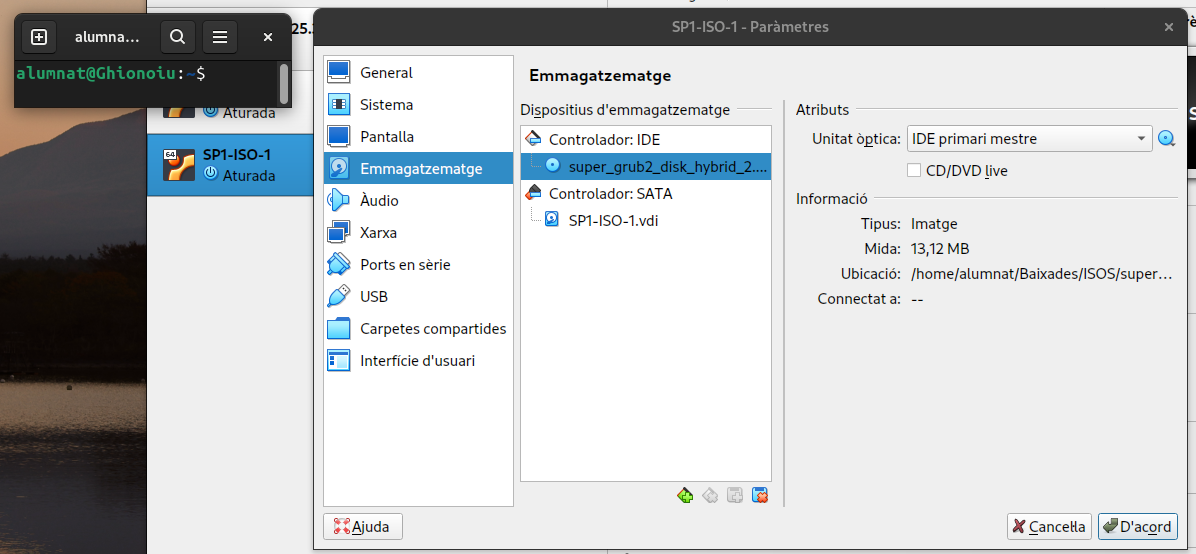 alumna...
alumnat@Ghionoiu:~$
25.
Aturada
64
SP1-ISO-1
Aturada
SP1-ISO-1 - Paràmetres
General
Sistema
Pantalla
Emmagatzematge
Àudio
Xarxa
Ports en sèrie
USB
Carpetes compartides
Interfície d'usuari
Emmagatzematge
Dispositius d'emmagatzematge
Controlador: IDE
super_grub2_disk_hybrid_2....
Controlador: SATA
SP1-ISO-1.vdi
Atributs
Unitat òptica: IDE primari mestre
CD/DVD live
Informació
Tipus: Imatge
Mida: 13,12 MB
Ubicació: /home/alumnat/Baixades/ISOS/super...
Connectat a: --
Ajuda
Cancel·la
D'acord